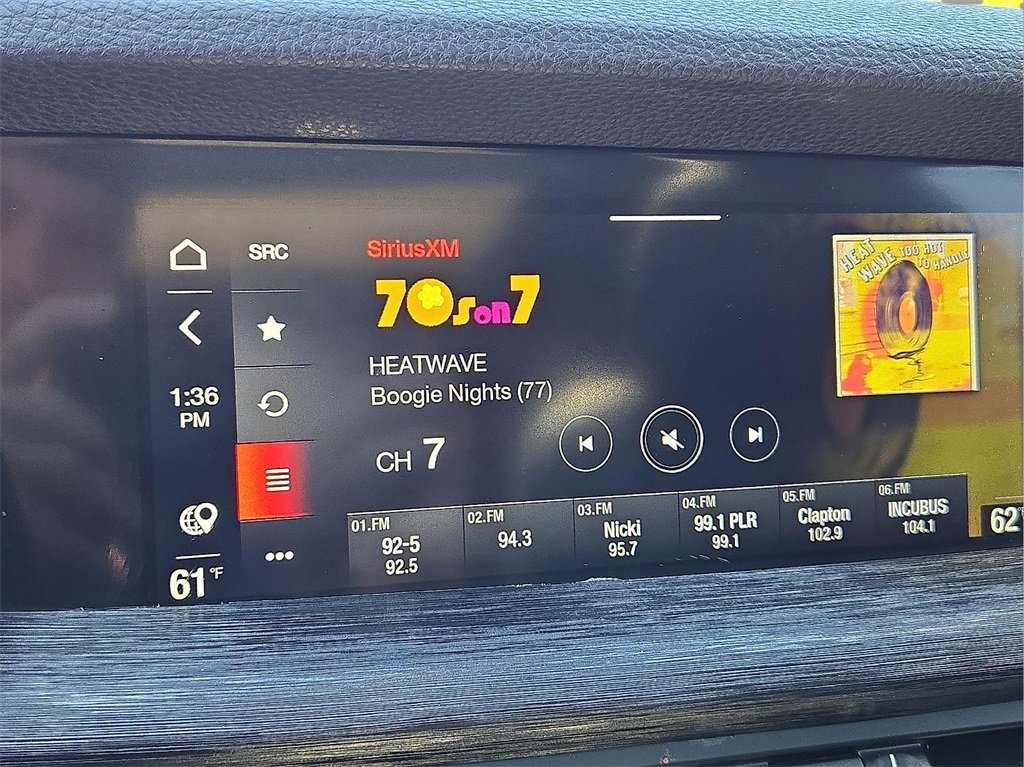 SRC
SiriusXM
70s on 7
HEATWAVE
Boogie Nights (77)
CH 7
1:36
PM
61°F
01.FM
92-5
92.5
02.FM
94.3
03.FM
Nicki
95.7
04.FM
99.1 PLR
99.1
05.FM
Clapton
102.9
06.FM
INCUBUS
104.1
HEAT
WAVE
TOO HOT
TO HANDLE
62